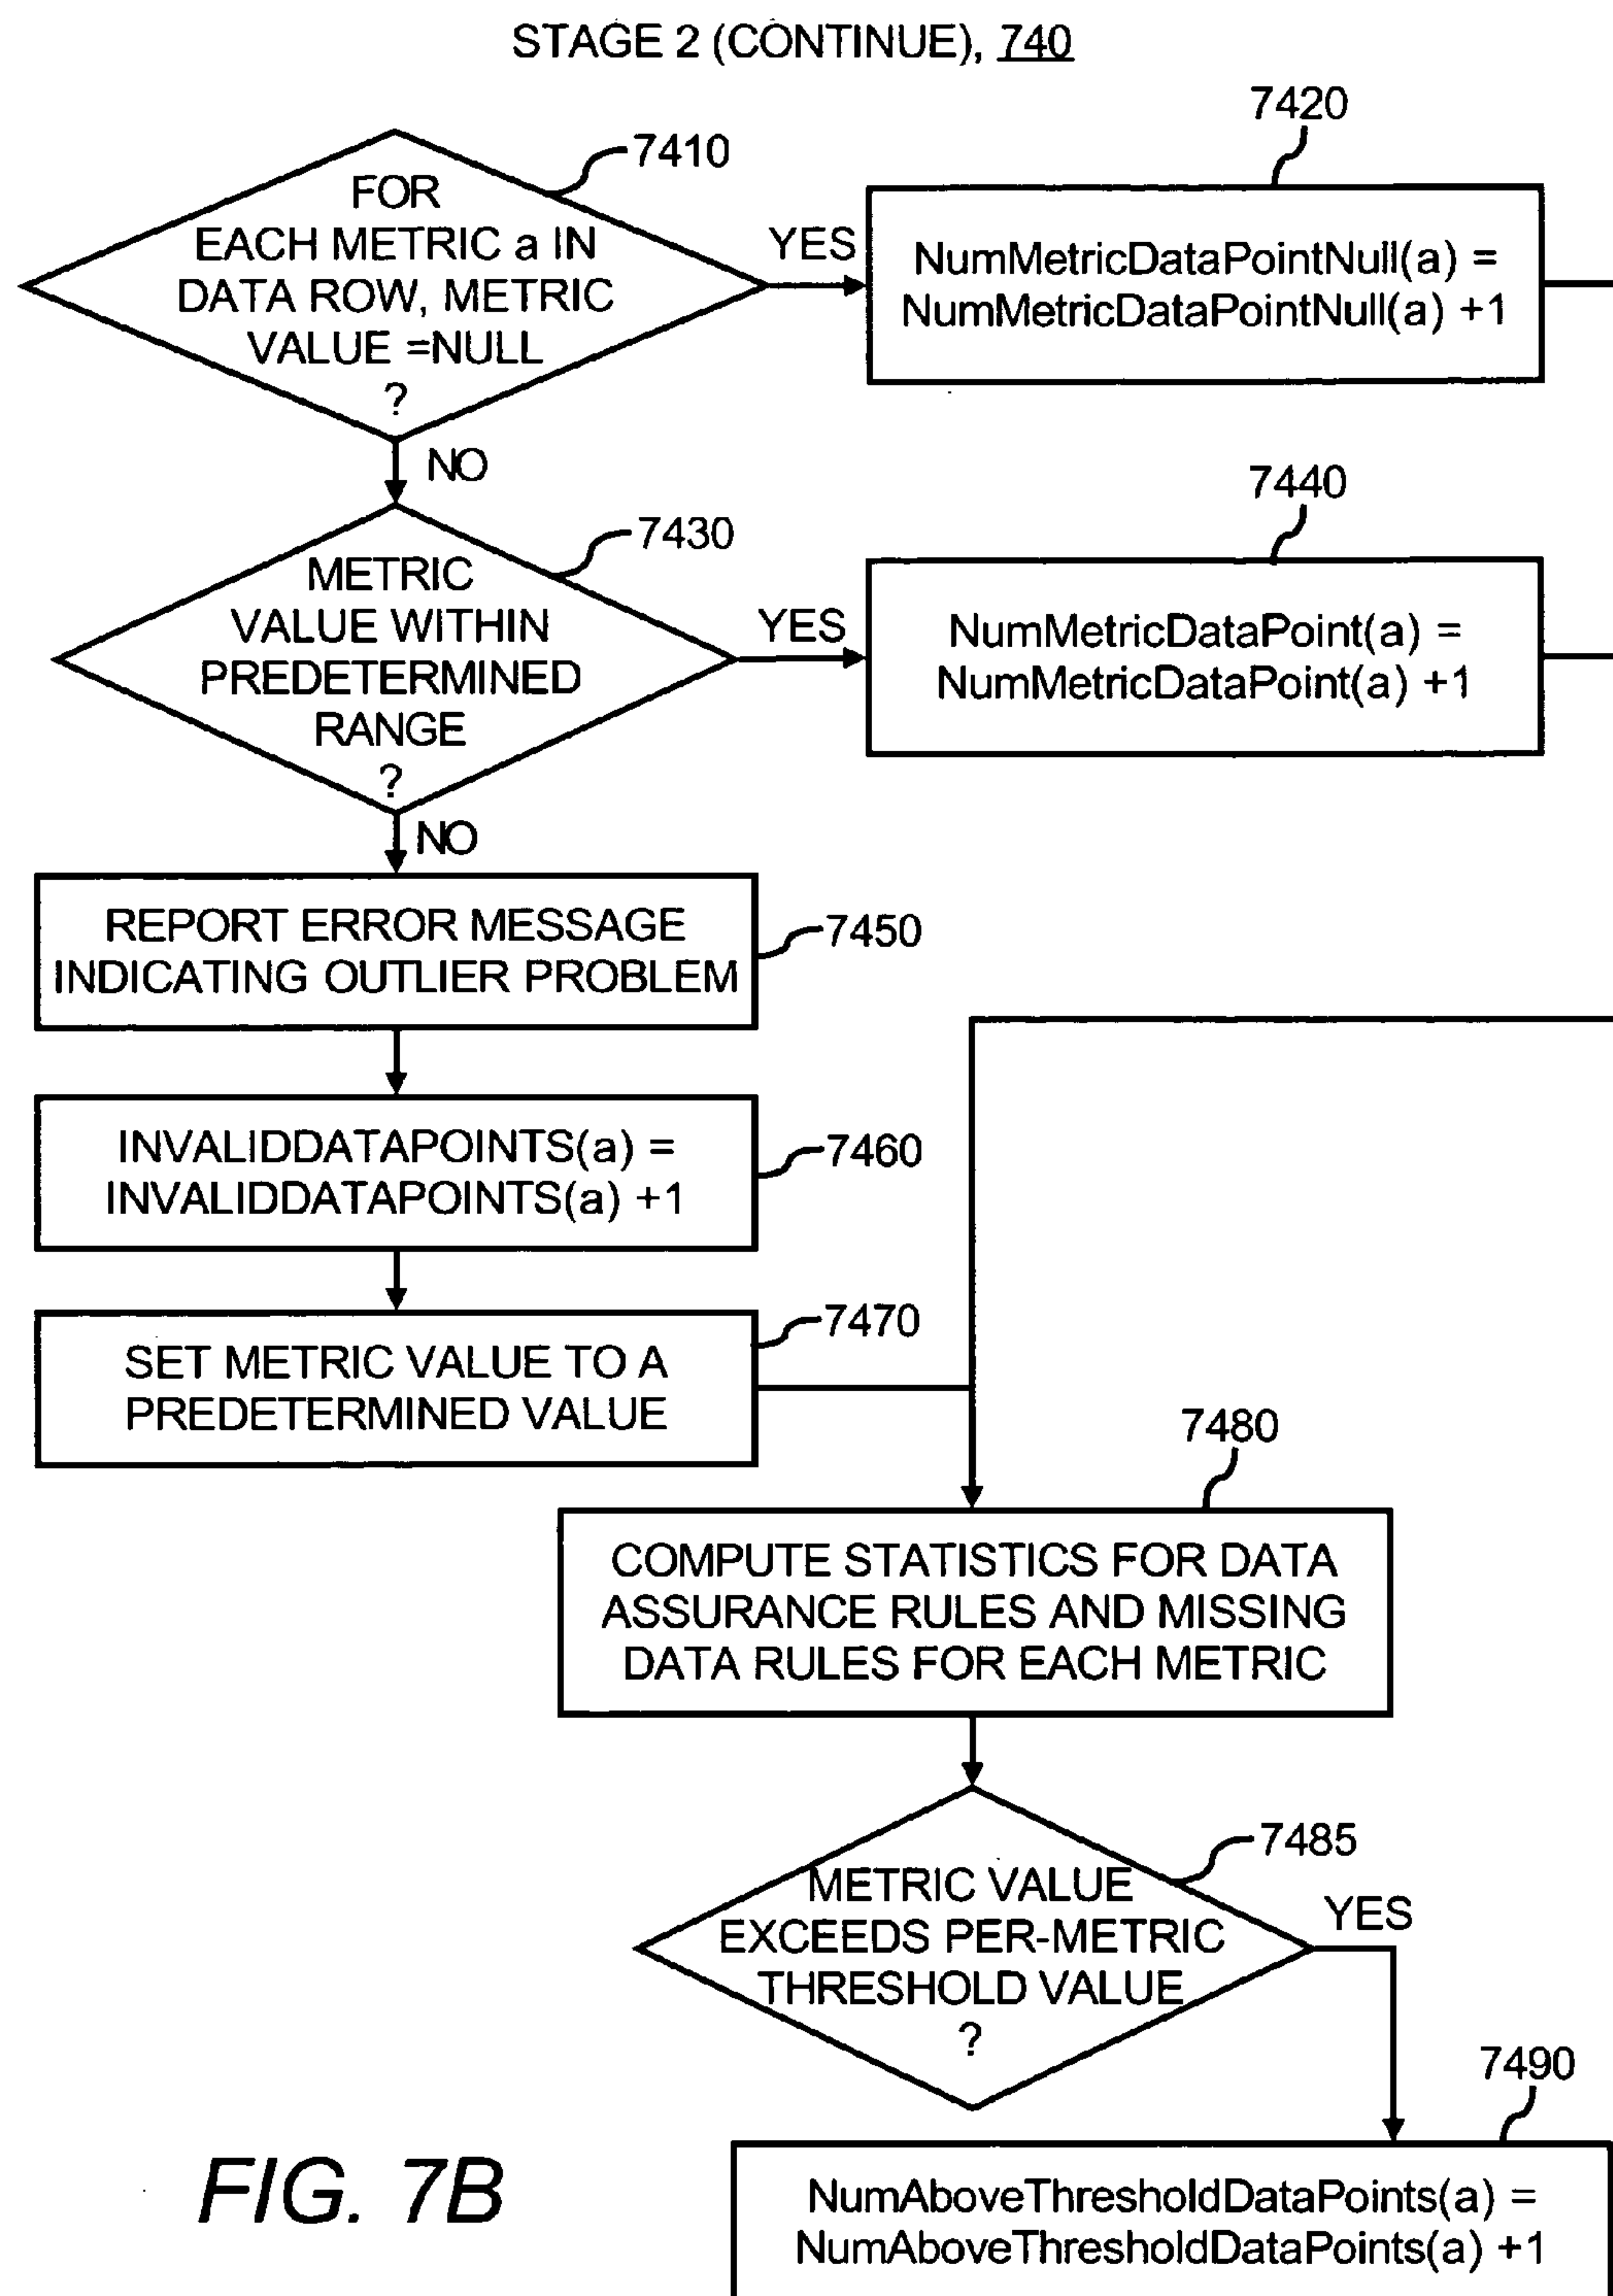 STAGE 2 (CONTINUE), 740
7410
FOR
EACH METRIC a IN
DATA ROW, METRIC
VALUE =NULL
?
YES
7420
NumMetricDataPointNull(a) =
NumMetricDataPointNull(a) +1
NO
7430
METRIC
VALUE WITHIN
PREDETERMINED
RANGE
?
YES
7440
NumMetricDataPoint(a) =
NumMetricDataPoint(a) +1
NO
REPORT ERROR MESSAGE
INDICATING OUTLIER PROBLEM
7450
INVALIDDATAPOINTS(a) =
INVALIDDATAPOINTS(a) +1
7460
SET METRIC VALUE TO A
PREDETERMINED VALUE
7470
7480
COMPUTE STATISTICS FOR DATA
ASSURANCE RULES AND MISSING
DATA RULES FOR EACH METRIC
7485
METRIC VALUE
EXCEEDS PER-METRIC
THRESHOLD VALUE
?
YES
7490
NumAboveThresholdDataPoints(a) =
NumAboveThresholdDataPoints(a) +1
FIG. 7B